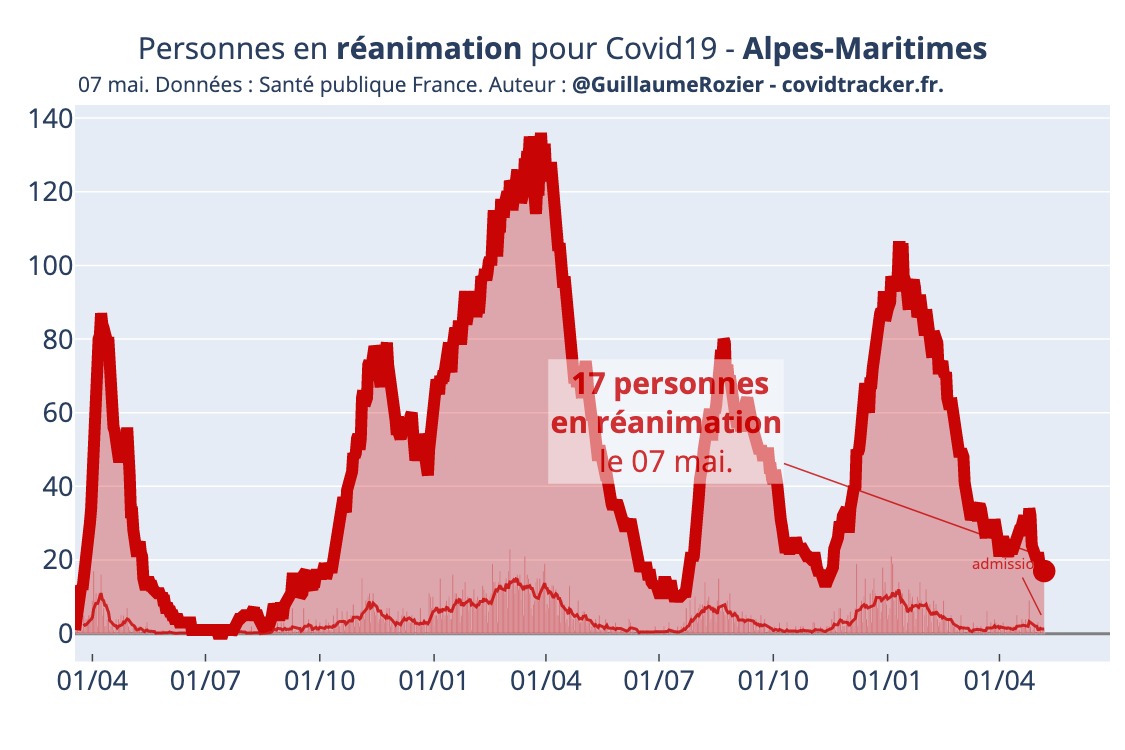 Personnes en réanimation pour Covid19 - Alpes-Maritimes
07 mai. Données : Santé publique France. Auteur : @GuillaumeRozier - covidtracker.fr.
140
120
100
80
60
40
20
0
17 personnes
en réanimation
le 07 mai.
01/04 01/07 01/10 01/01 01/04 01/07 01/10 01/01 01/04